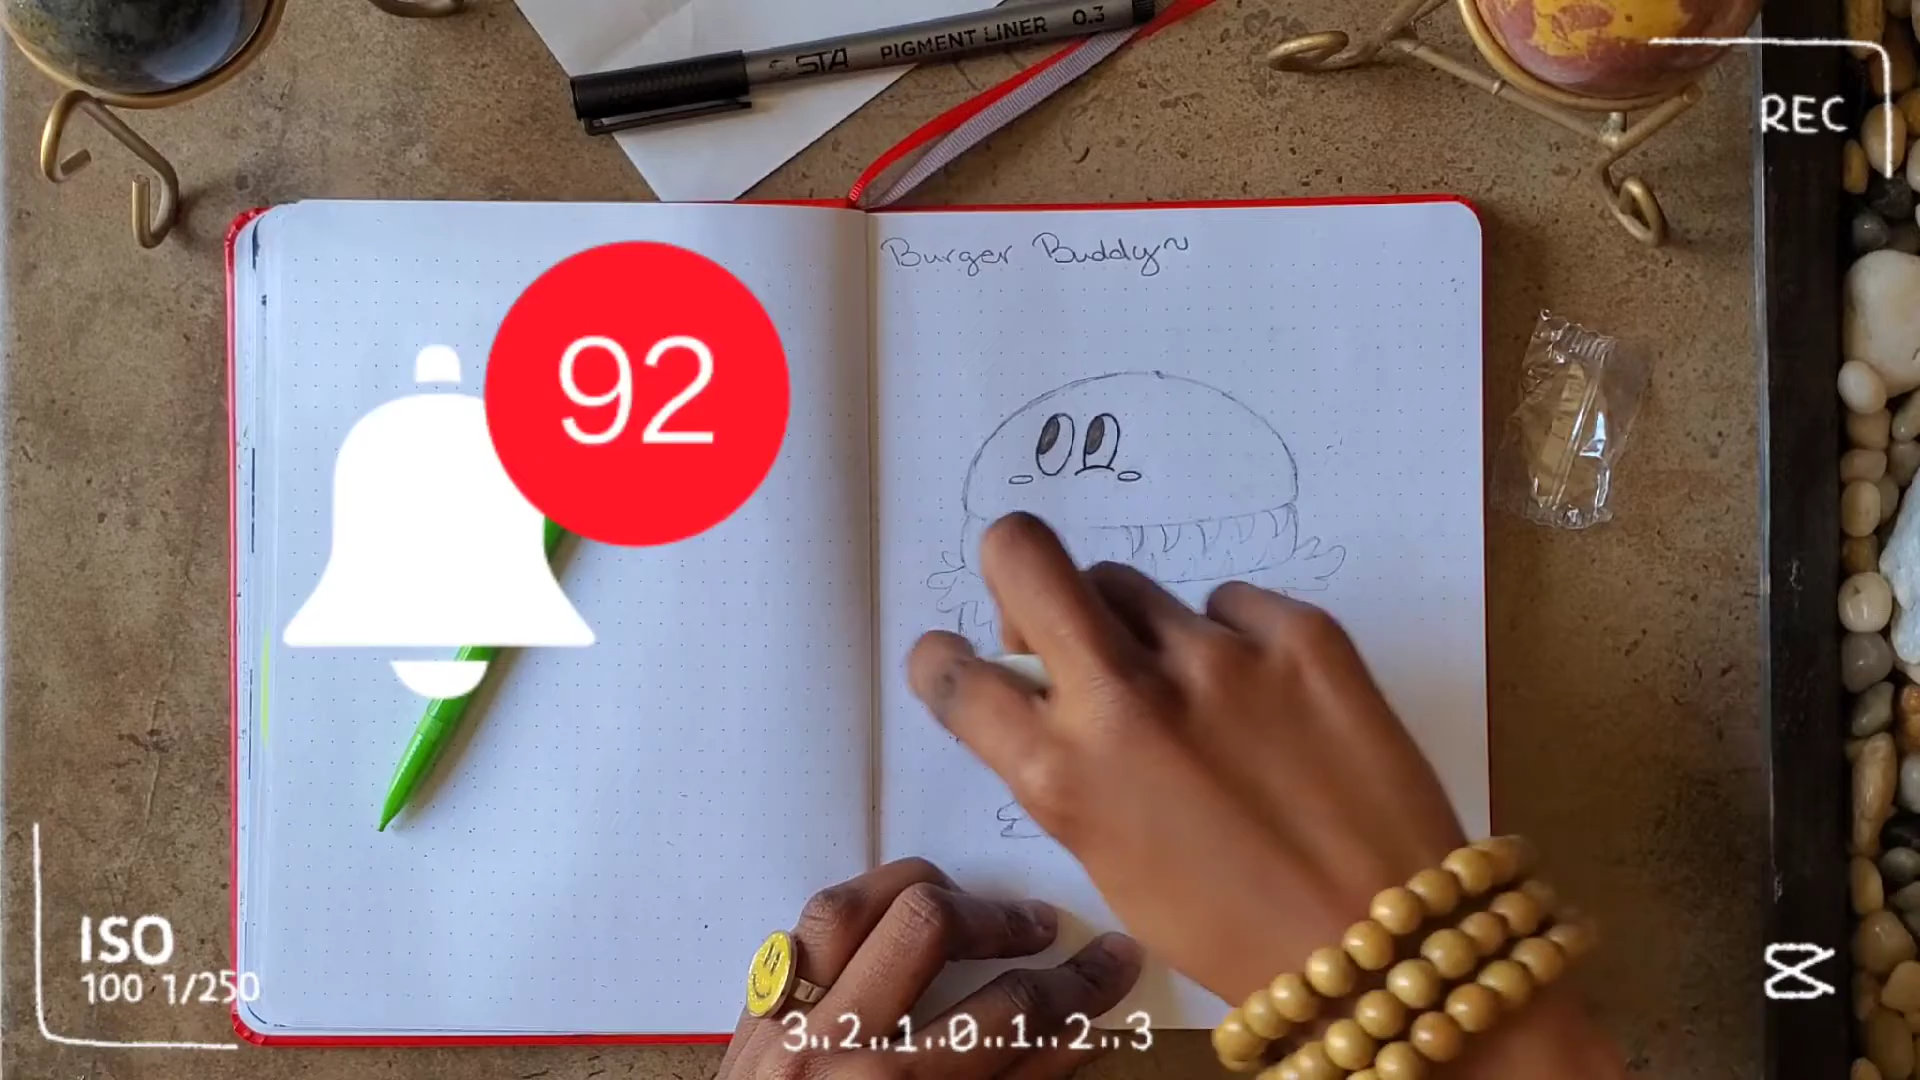 STA PIGMENT LINER 0.3
REC
Burger Buddy~
92
ISO
100 1/250
3..2..1..0..1..2..3